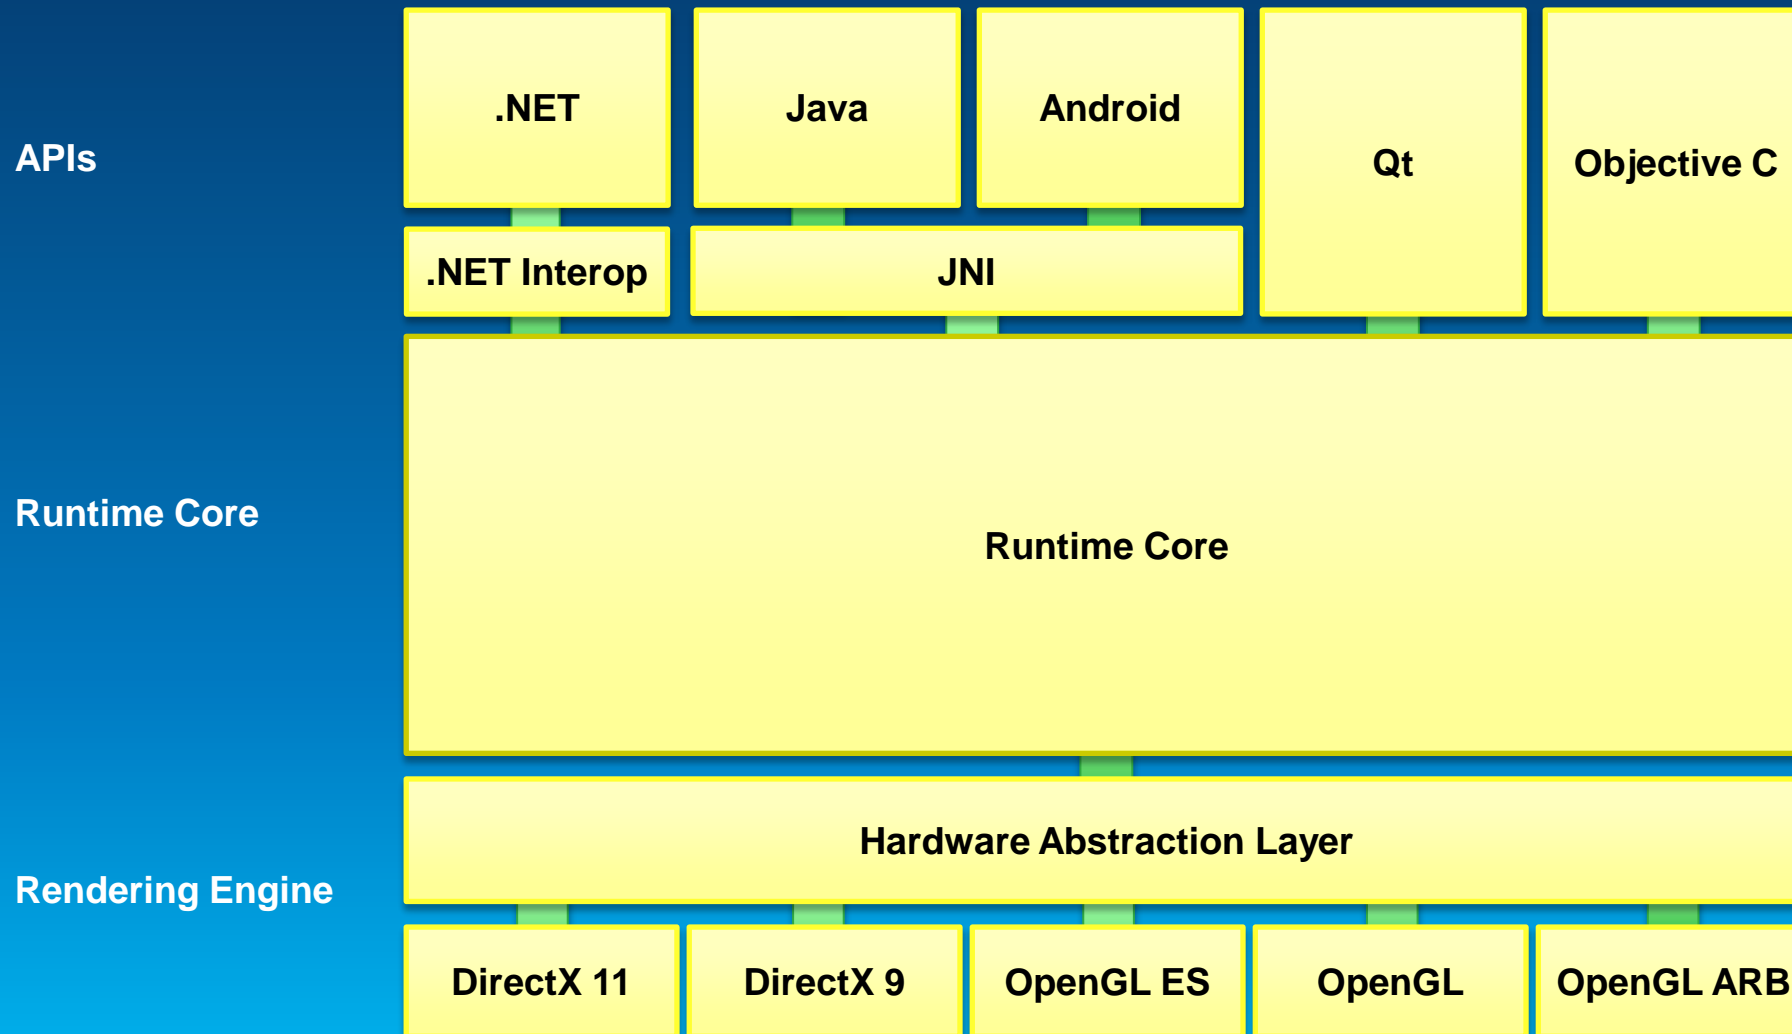 APIs
.NET
Java
Android
Qt
Objective C
.NET Interop
JNI
Runtime Core
Runtime Core
Rendering Engine
Hardware Abstraction Layer
DirectX 11
DirectX 9
OpenGL ES
OpenGL
OpenGL ARB